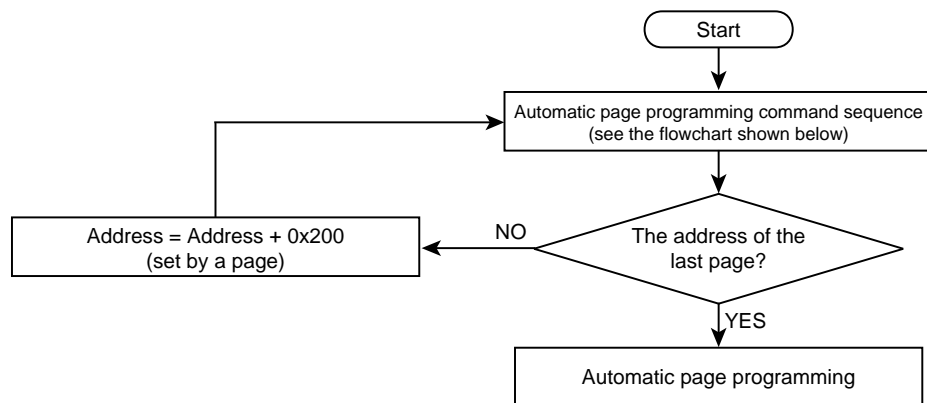 Start
Automatic page programming command sequence
(see the flowchart shown below)
Address = Address + 0x200
(set by a page)
NO
The address of the
last page?
YES
Automatic page programming